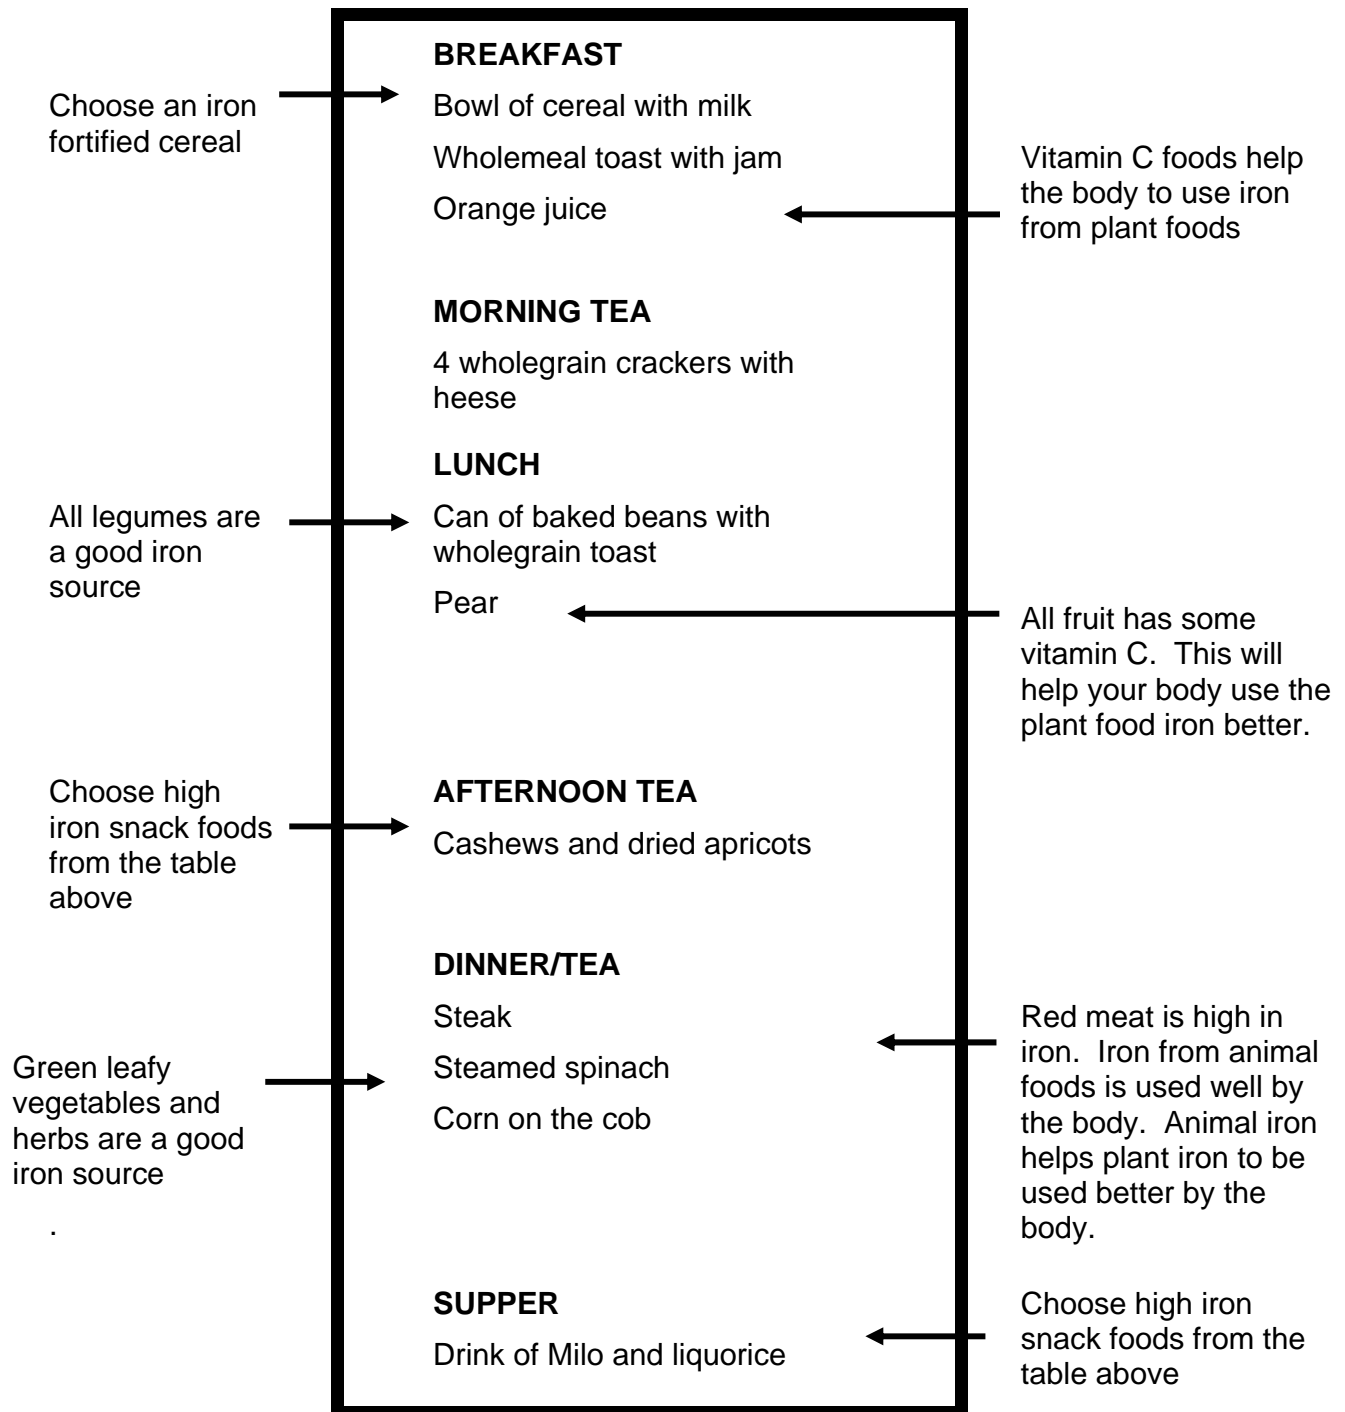 BREAKFAST
Choose an iron
fortified cereal
Bowl of cereal with milk
Wholemeal toast with jam
Orange juice
Vitamin C foods help
the body to use iron
from plant foods
MORNING TEA
4 wholegrain crackers with
heese
LUNCH
All legumes are
a good iron
source
Can of baked beans with
wholegrain toast
Pear
All fruit has some
vitamin C.  This will
help your body use the
plant food iron better.
Choose high
iron snack foods
from the table
above
AFTERNOON TEA
Cashews and dried apricots
DINNER/TEA
Steak
Steamed spinach
Corn on the cob
Green leafy
vegetables and
herbs are a good
iron source
.
Red meat is high in
iron.  Iron from animal
foods is used well by
the body.  Animal iron
helps plant iron to be
used better by the
body.
SUPPER
Drink of Milo and liquorice
Choose high iron
snack foods from the
table above